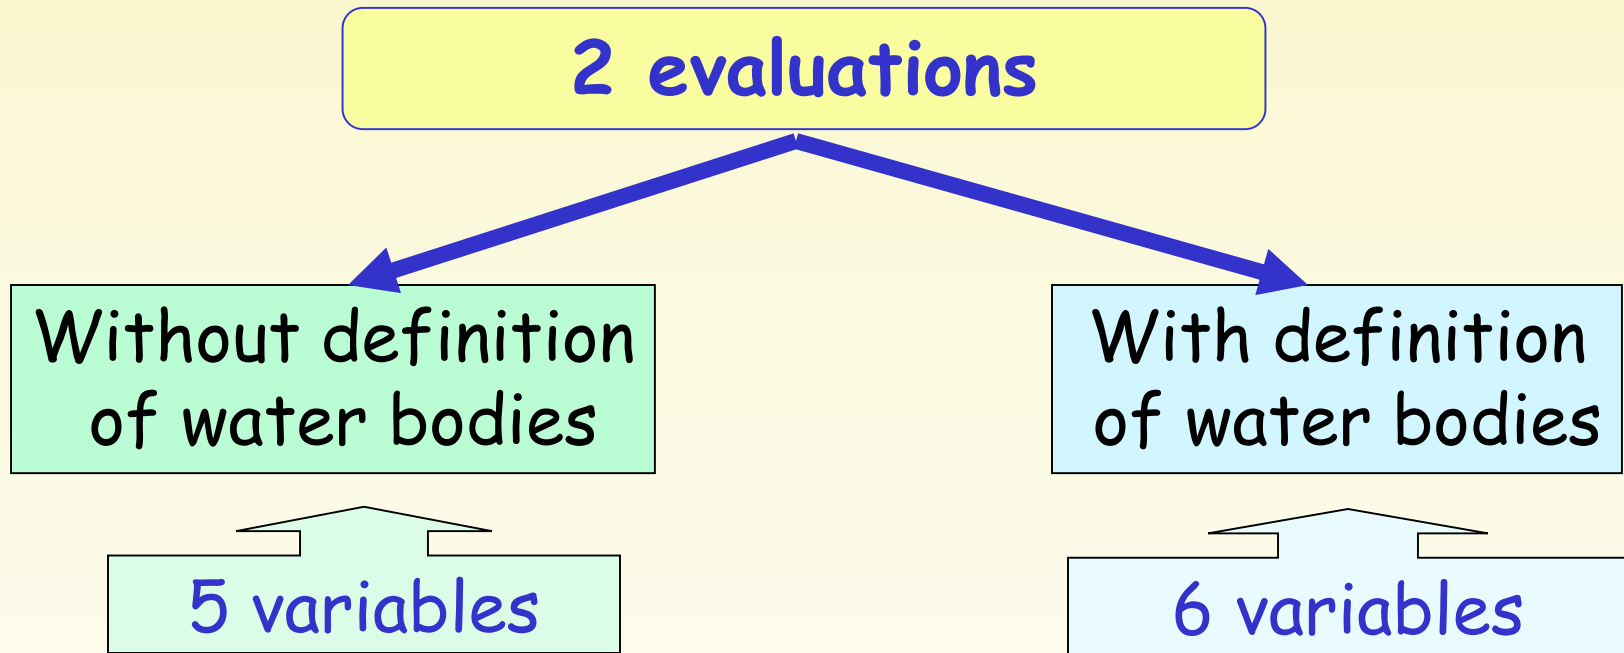 2 evaluations
Without definition
of water bodies
With definition
of water bodies
5 variables
6 variables